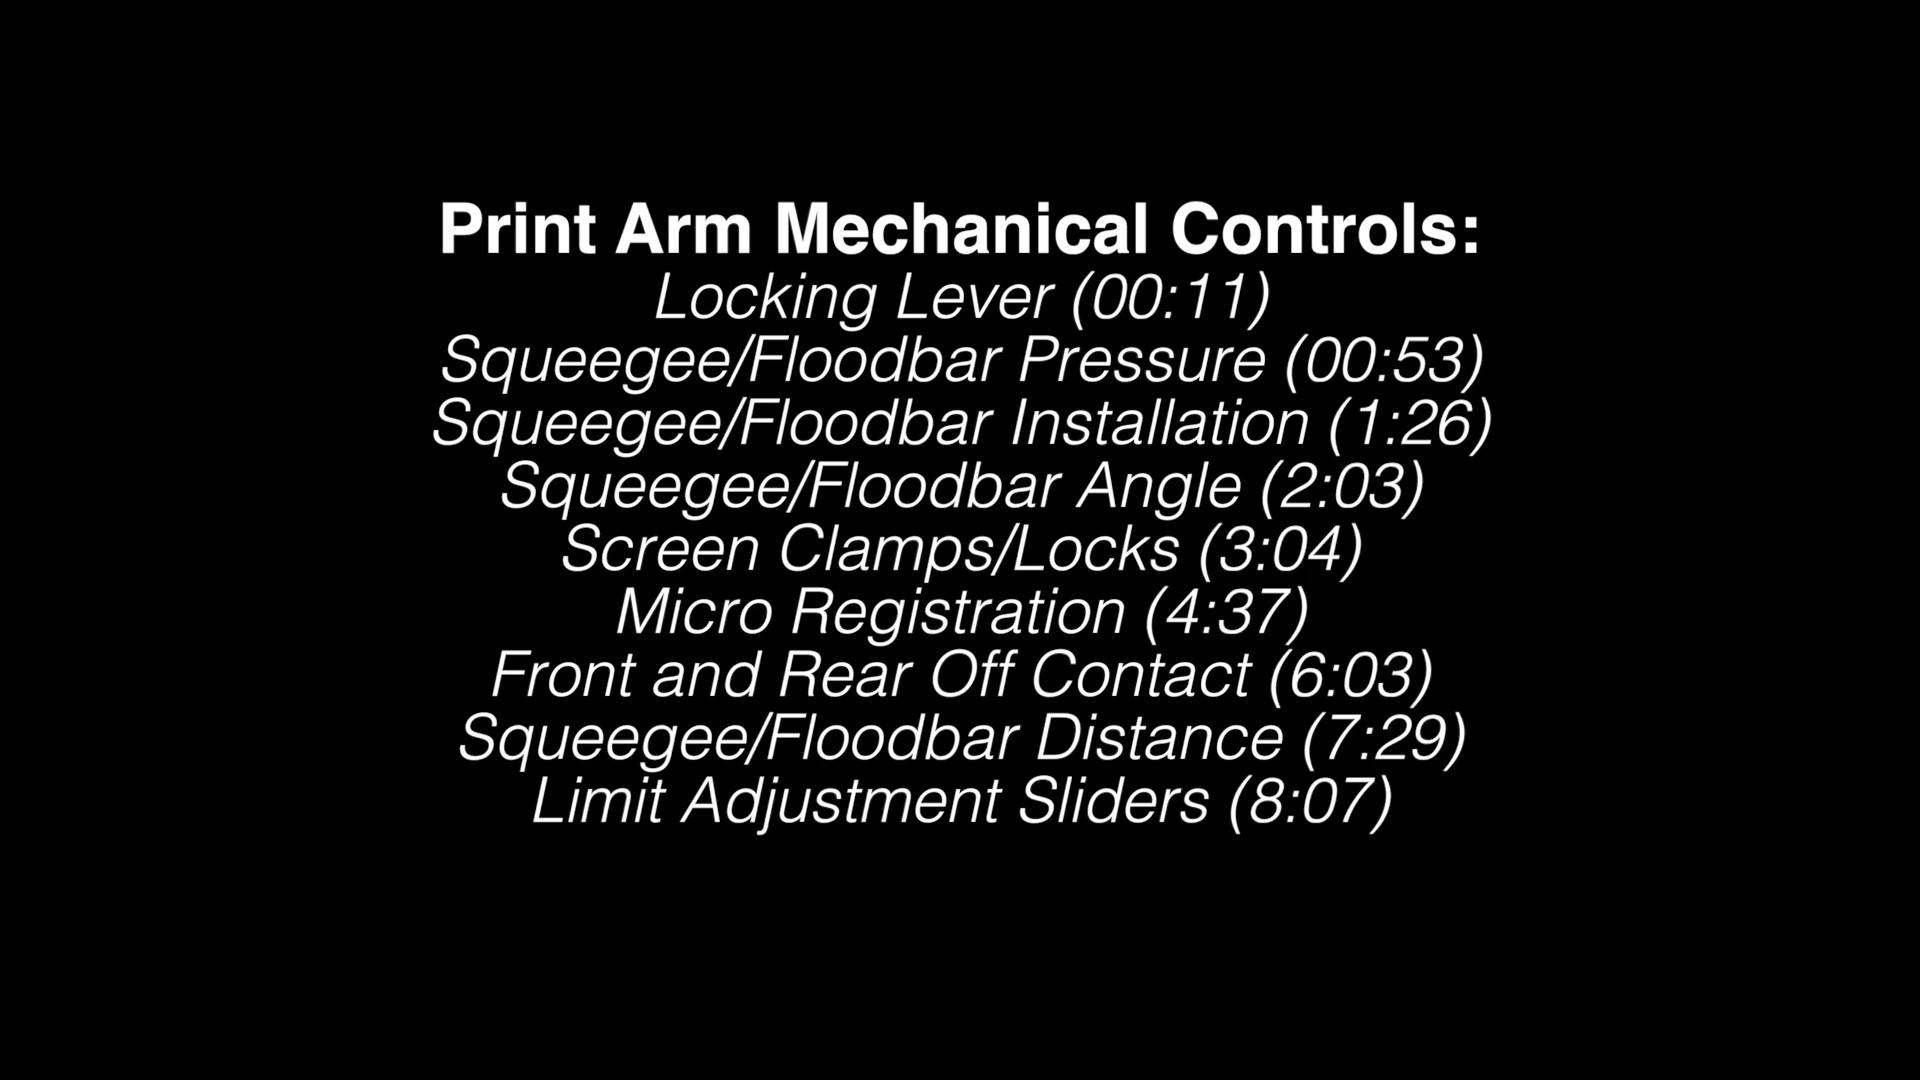 Print Arm Mechanical Controls:
Locking Lever (00:11)
Squeegee/Floodbar Pressure (00:53)
Squeegee/Floodbar Installation (1:26)
Squeegee/Floodbar Angle (2:03)
Screen Clamps/Locks (3:04)
Micro Registration (4:37)
Front and Rear Off Contact (6:03)
Squeegee/Floodbar Distance (7:29)
Limit Adjustment Sliders (8:07)